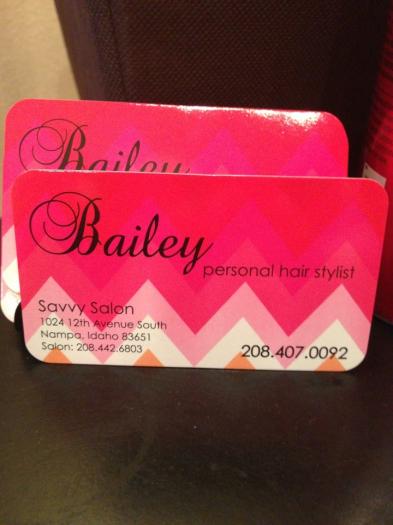 Bailey
Bailey
personal hair stylist
Savvy Salon
1024 12th Avenue South
Nampa, Idaho 83651
Salon: 208.442.6803
208.407.0092